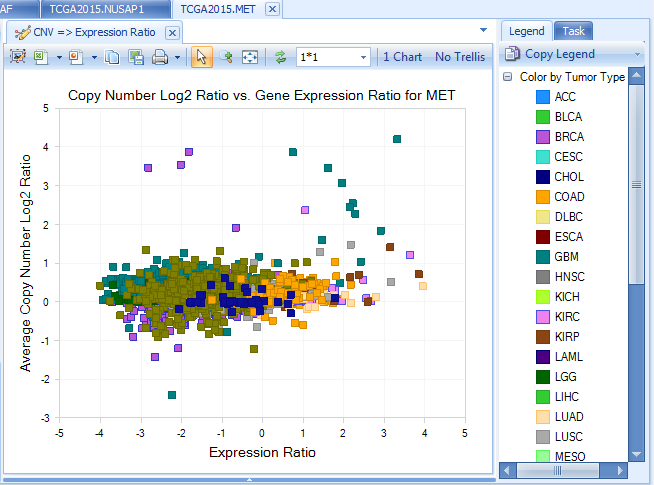 AF
TCGA2015.NUSAP1
TCGA2015.MET
CNV => Expression Ratio
1*1
1 Chart
No Trellis
Copy Number Log2 Ratio vs. Gene Expression Ratio for MET
Average Copy Number Log2 Ratio
5
4
3
2
1
0
-1
-2
-3
-5
-4
-3
-2
-1
-0
1
2
3
4
5
Expression Ratio
Legend
Task
Copy Legend
Color by Tumor Type
ACC
BLCA
BRCA
CESC
CHOL
COAD
DLBC
ESCA
GBM
HNSC
KICH
KIRC
KIRP
LAML
LGG
LIHC
LUAD
LUSC
MESO